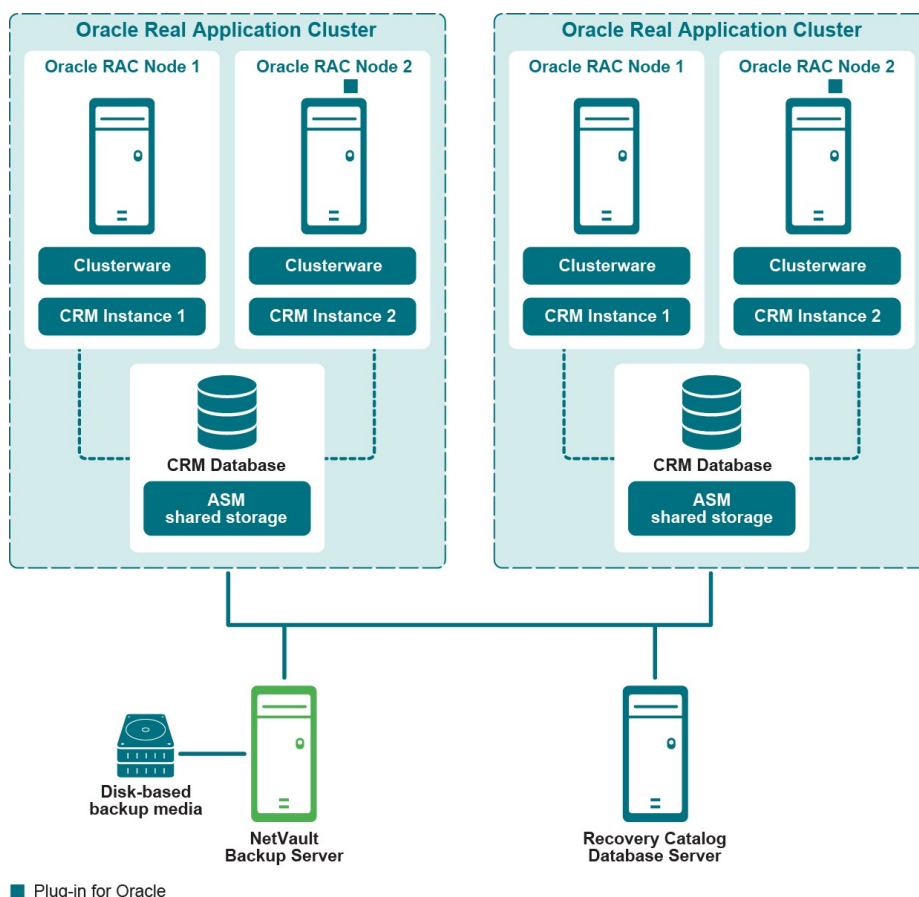 Oracle Real Application Cluster
Oracle RAC Node 1
Oracle RAC Node 2
Clusterware
Clusterware
CRM Instance 1
CRM Instance 2
CRM Database
ASM
shared storage
Oracle Real Application Cluster
Oracle RAC Node 1
Oracle RAC Node 2
Clusterware
Clusterware
CRM Instance 1
CRM Instance 2
CRM Database
ASM
shared storage
Disk-based
backup media
NetVault
Backup Server
Recovery Catalog
Database Server
Plug-in for Oracle